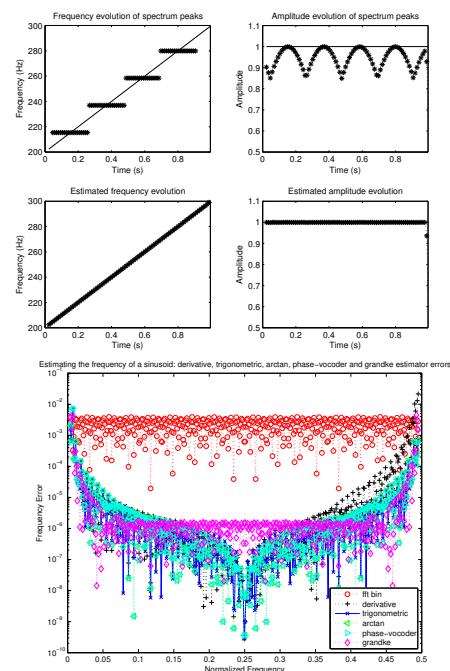 Frequency evolution of spectrum peaks
Frequency (Hz)
300
280
260
240
220
200
0 0.2 0.4 0.6 0.8
Time (s)
Amplitude evolution of spectrum peaks
Amplitude
1.1
1
0.9
0.8
0.7
0.6
0.5
0 0.2 0.4 0.6 0.8
Time (s)
Estimated frequency evolution
Frequency (Hz)
300
280
260
240
220
200
0 0.2 0.4 0.6 0.8
Time (s)
Estimated amplitude evolution
Amplitude
1.1
1
0.9
0.8
0.7
0.6
0.5
0 0.2 0.4 0.6 0.8
Time (s)
Estimating the frequency of a sinusoid: derivative, trigonometric, arctan, phase-vocoder and grandke estimator errors
Frequency Error
10⁻¹
10⁻²
10⁻³
10⁻⁴
10⁻⁵
10⁻⁶
10⁻⁷
10⁻⁸
10⁻⁹
10⁻¹⁰
fft bin
derivative
trigonometric
arctan
phase-vocoder
grandke
0 0.05 0.1 0.15 0.2 0.25 0.3 0.35 0.4 0.45 0.5
Normalized Frequency